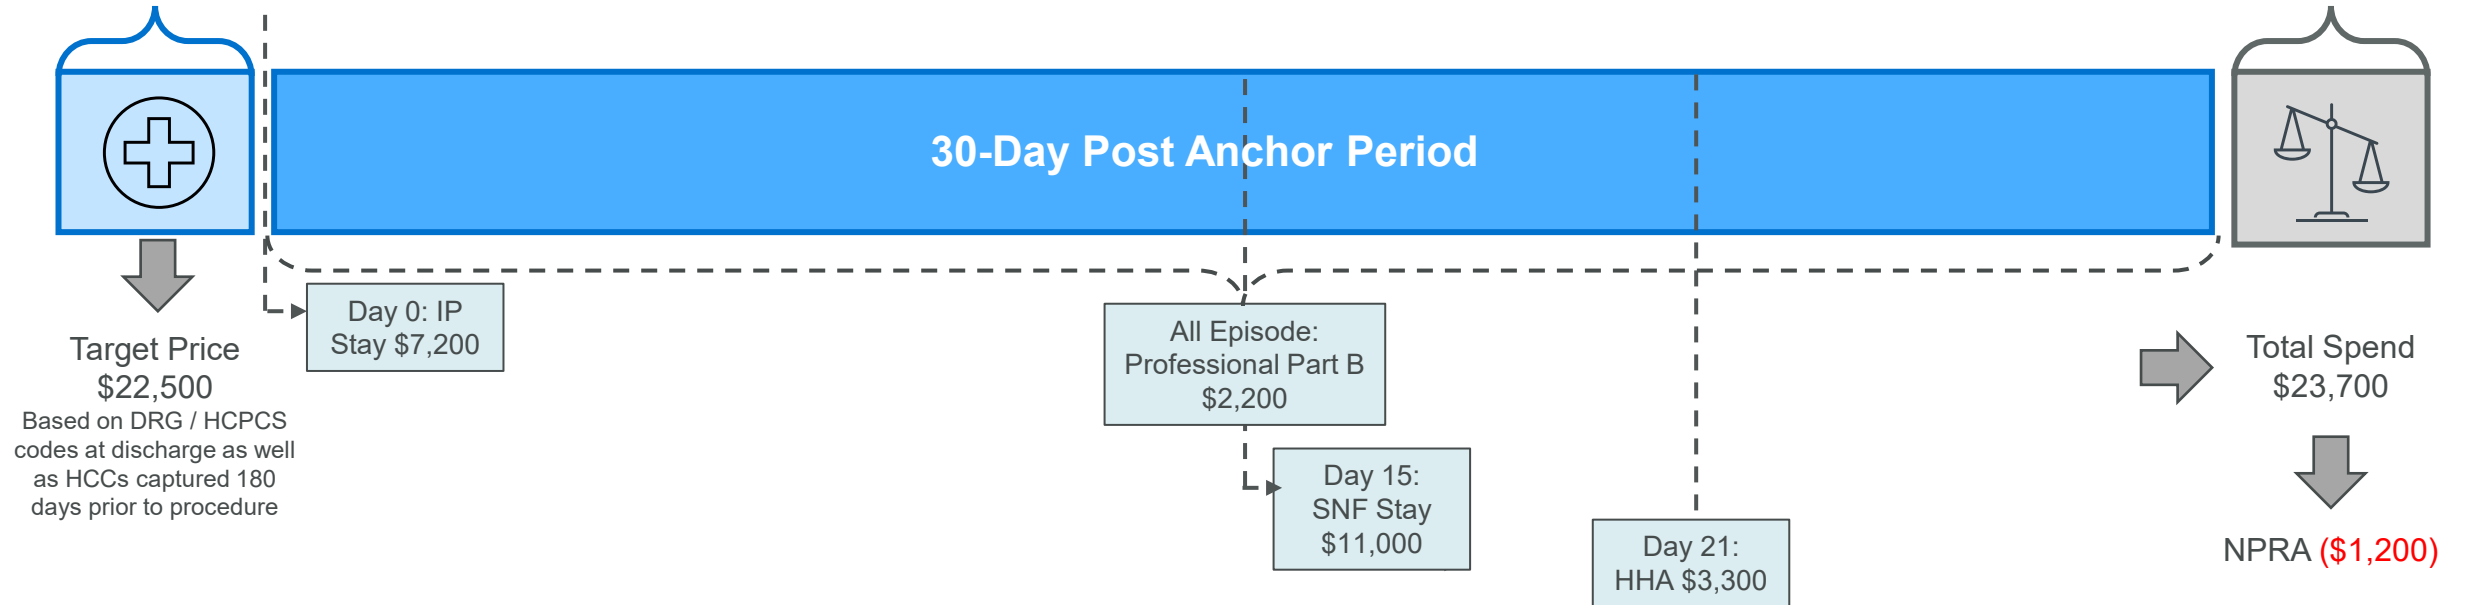 30-Day Post Anchor Period
Target Price
$22,500
Based on DRG / HCPCS
codes at discharge as well
as HCCs captured 180
days prior to procedure
Day 0: IP
Stay $7,200
All Episode:
Professional Part B
$2,200
Day 15:
SNF Stay
$11,000
Day 21:
HHA $3,300
Total Spend
$23,700
NPRA ($1,200)